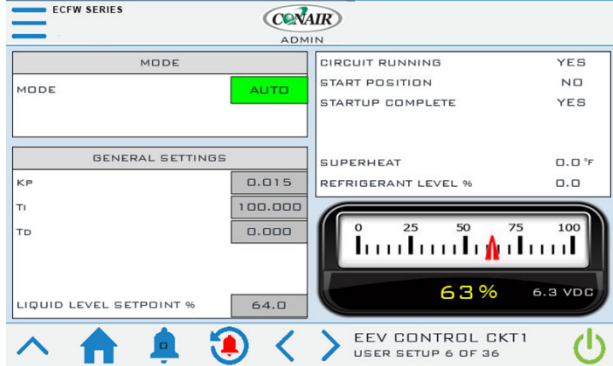 ECFW SERIES
CONAIR
ADMIN
MODE
MODE AUTO
GENERAL SETTINGS
KP 0.015
TI 100.000
TD 0.000
LIQUID LEVEL SETPOINT % 64.0
CIRCUIT RUNNING YES
START POSITION NO
STARTUP COMPLETE YES
SUPERHEAT 0.0 °F
REFRIGERANT LEVEL % 0.0
0 25 50 75 100
63% 6.3 VDC
0
EEV CONTROL CKT1
USER SETUP 6 OF 36